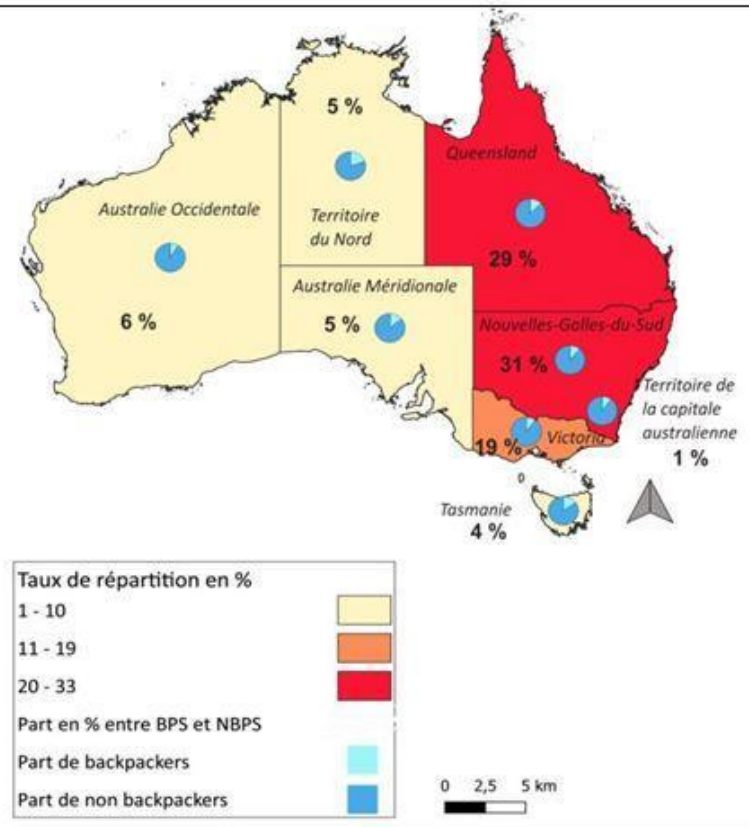 5 %
Queensland
Australie Occidentale
Territoire
du Nord
29 %
Australie Méridionale
6 %
5 %
Nouvelles-Galles-du-Sud
31 %
Territoire de
la capitale
australienne
1 %
19 %
Victoria
0
Tasmanie
4 %
Taux de répartition en %
1 - 10
11 - 19
20 - 33
Part en % entre BPS et NBPS
Part de backpackers
Part de non backpackers
0 2,5 5 km